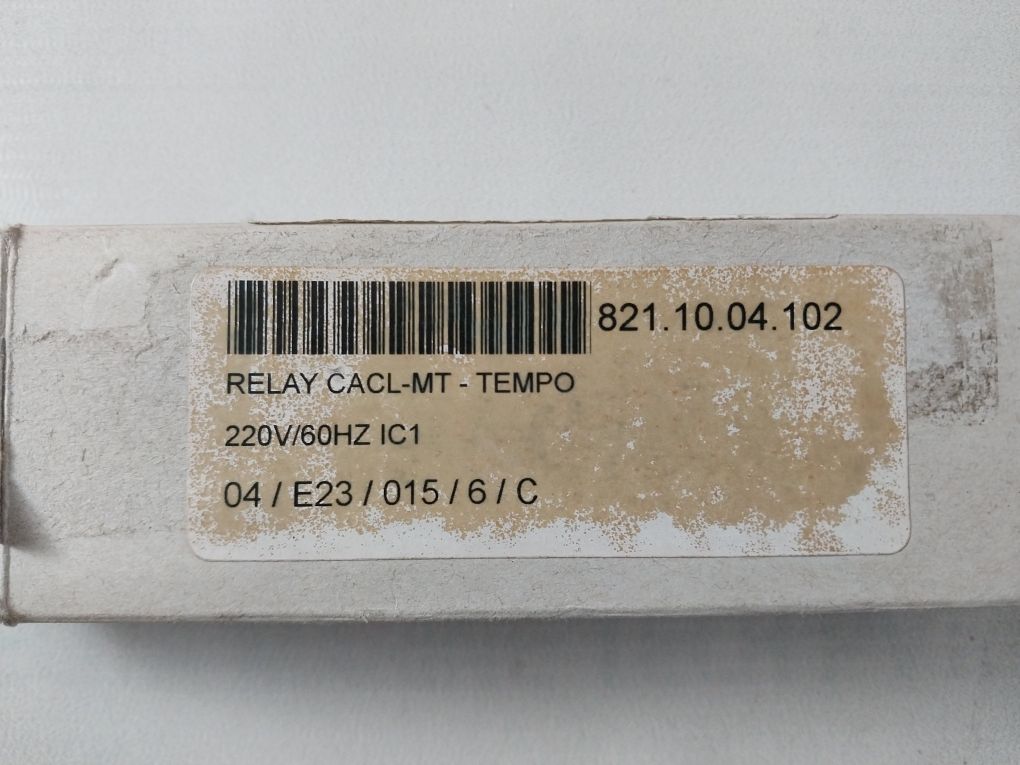 821.10.04.102
RELAY CACL-MT - TEMPO
220V/60HZ IC1
04 / E23 / 015 / 6 / C